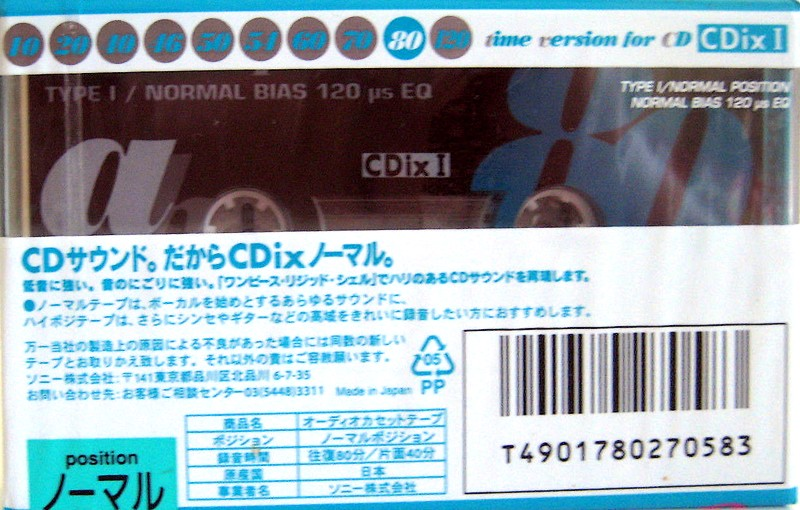 10 20 40 46 50 54 60 70 80 120 time version for CD CDix I
TYPE I / NORMAL BIAS 120 µs EQ
TYPE I/NORMAL POSITION
NORMAL BIAS 120 µs EQ
a
80
CDix I
CDサウンド。だからCDixノーマル。
低音に強い。音のにごりに強い。「ワンピース・リジッド・シェル」でハリのあるCDサウンドを再現します。
●ノーマルテープは、ボーカルを始めとするあらゆるサウンドに、
ハイポジテープは、さらにシンセやギターなどの高域をきれいに録音したい方におすすめします。
万一当社の製造上の原因による不良があった場合には同数の新しい
テープとお取りかえ致します。それ以外の責はご容赦願います。
ソニー株式会社:〒141東京都品川区北品川 6-7-35
お問い合わせ先:お客様ご相談センター03(5448)3311 Made in Japan
05
PP
商品名 オーディオカセットテープ
ポジション ノーマルポジション
録音時間 往復80分/片面40分
原産国 日本
事業者名 ソニー株式会社
position
ノーマル
T4901780270583